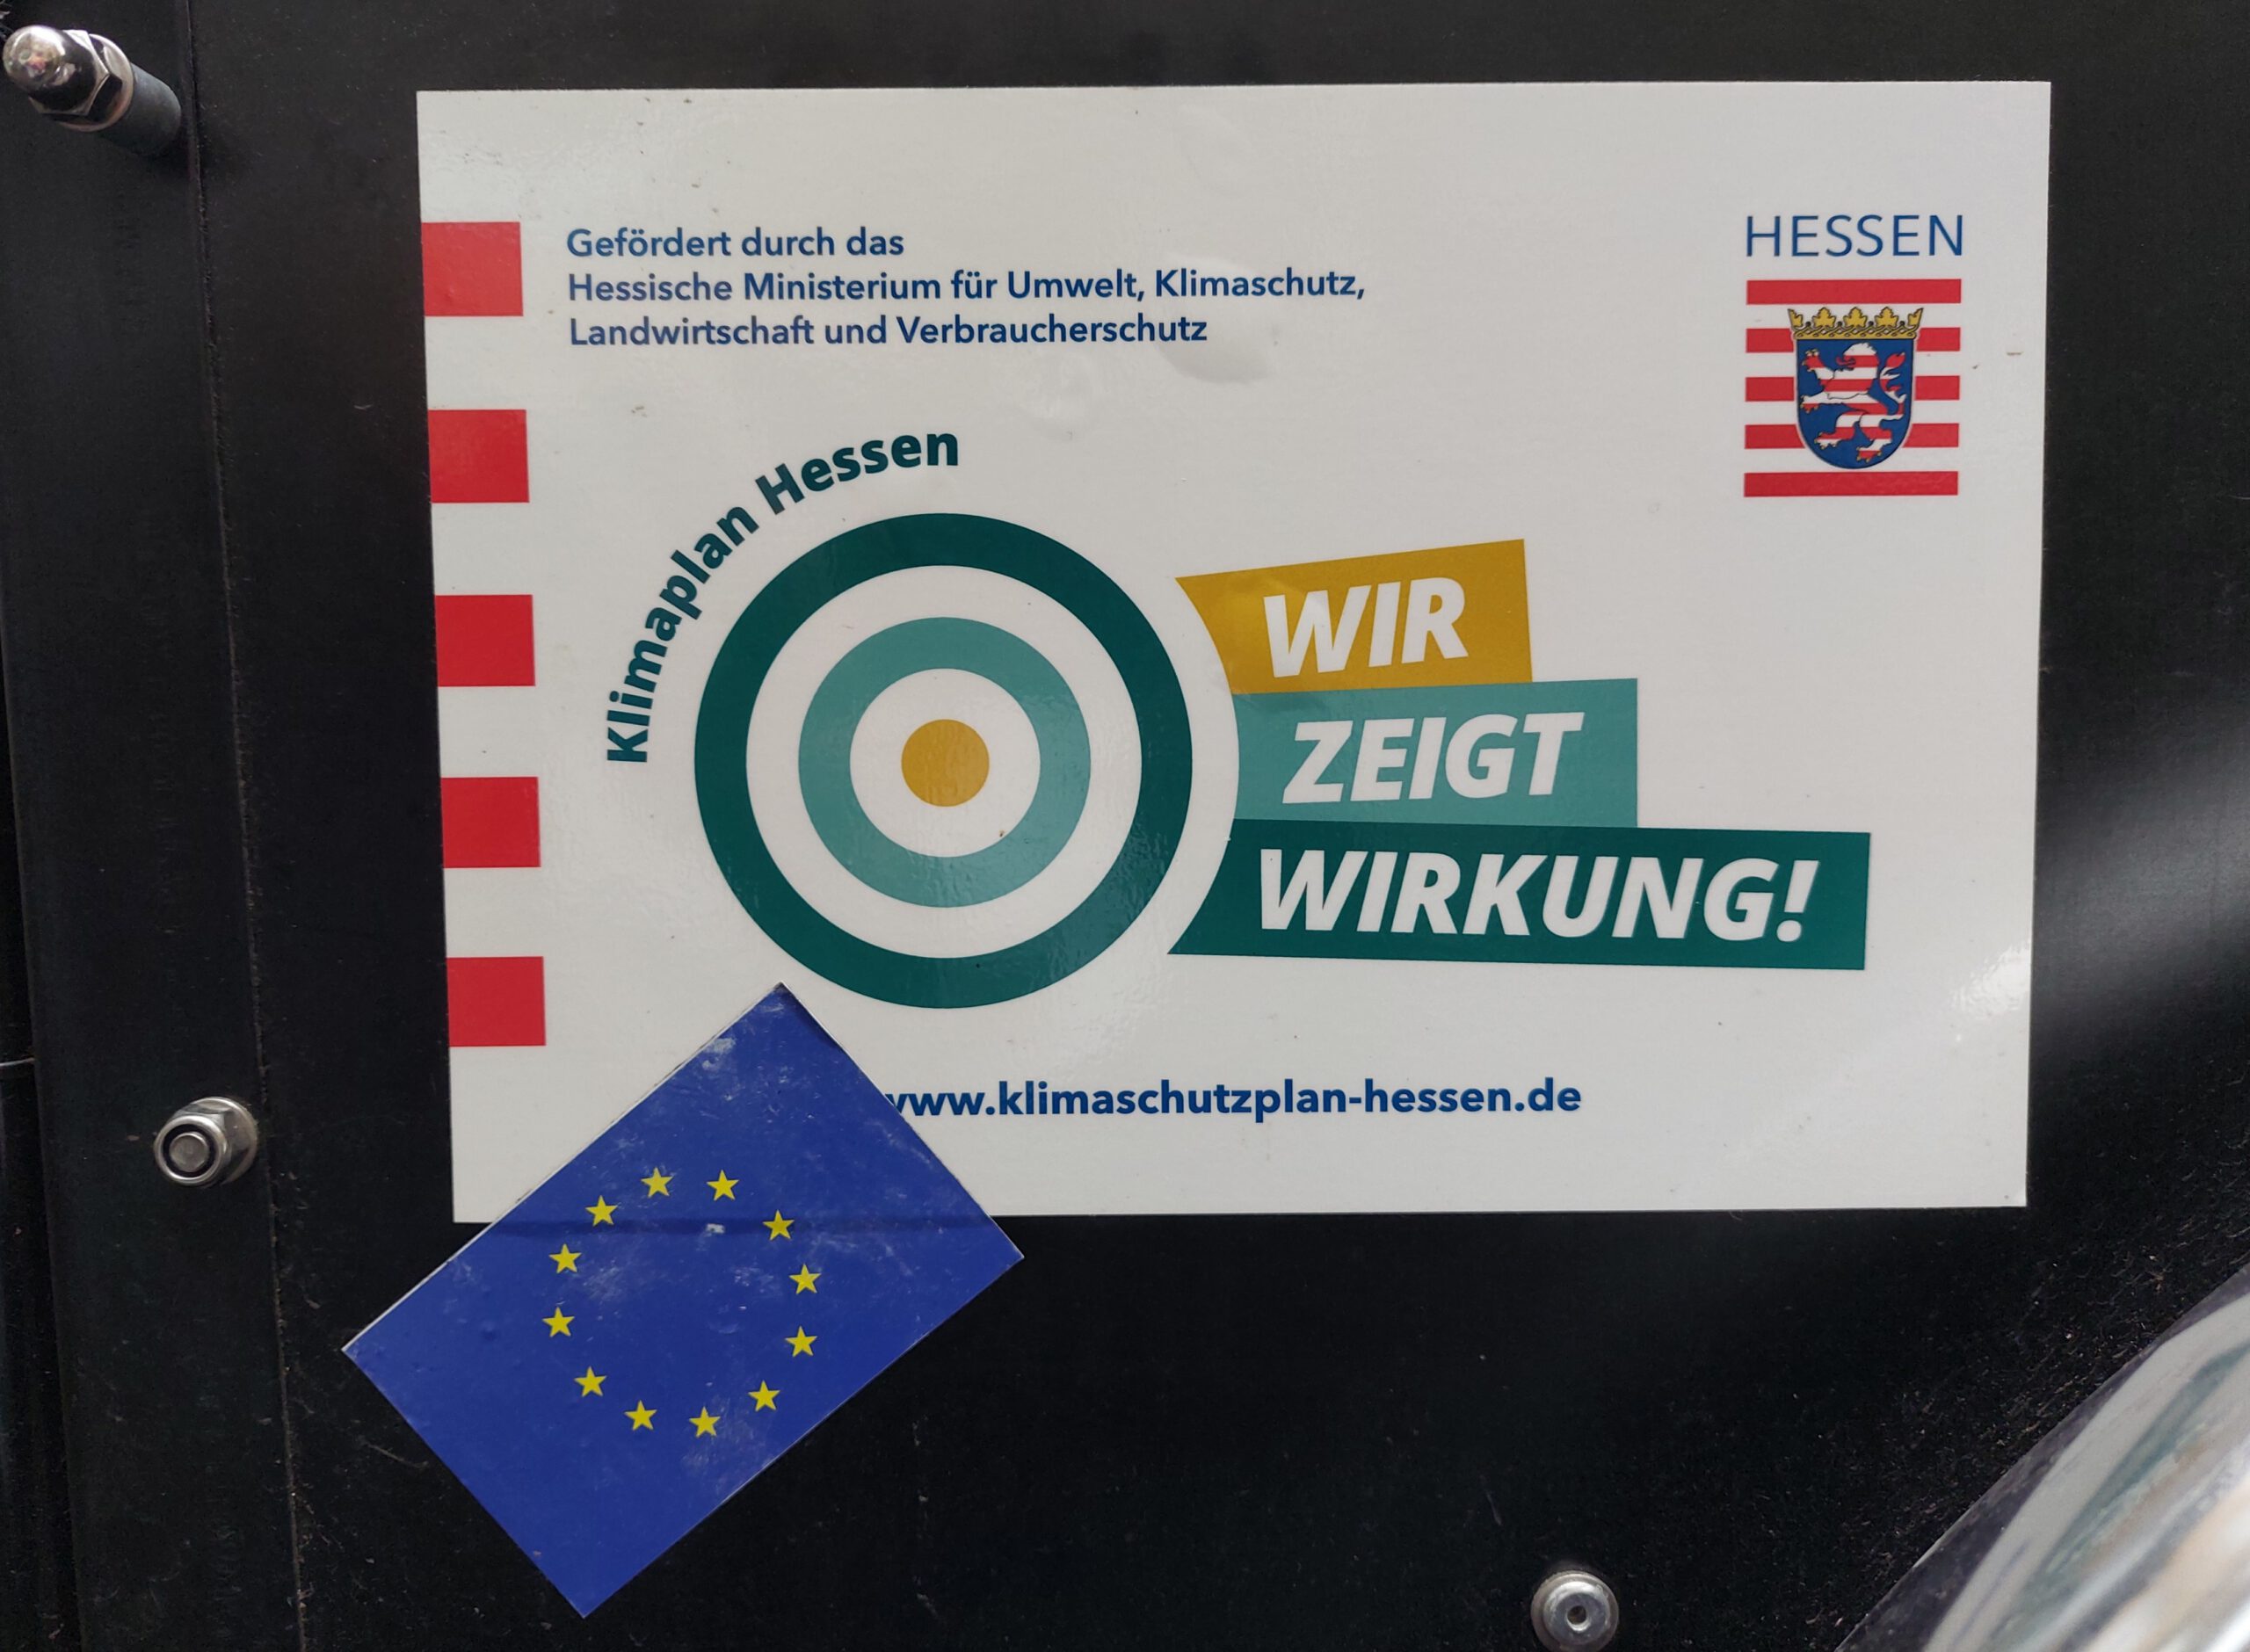 Gefördert durch das
Hessische Ministerium für Umwelt, Klimaschutz,
Landwirtschaft und Verbraucherschutz
HESSEN
Klimaplan Hessen
WIR
ZEIGT
WIRKUNG!
www.klimaschutzplan-hessen.de